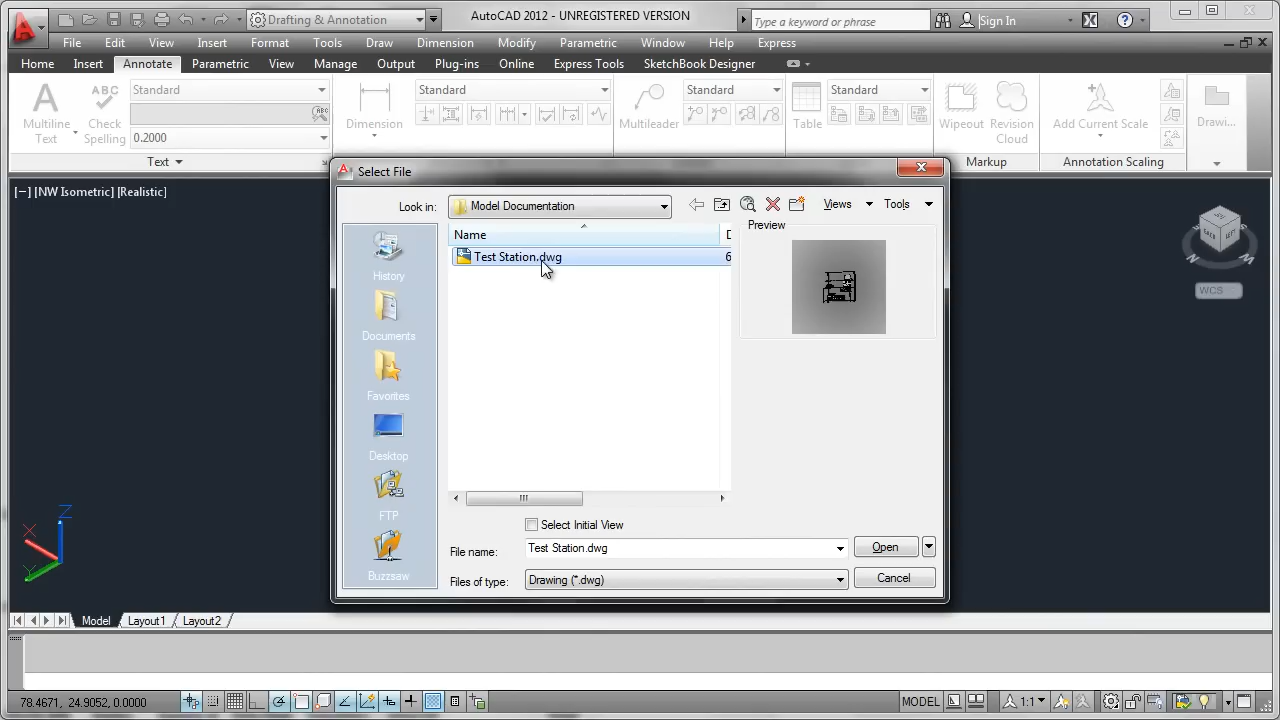 Drafting & Annotation
AutoCAD 2012 - UNREGISTERED VERSION
Type a keyword or phrase
Sign In
File Edit View Insert Format Tools Draw Dimension Modify Parametric Window Help Express
Home Insert Annotate Parametric View Manage Output Plug-ins Online Express Tools SketchBook Designer
Multiline
Text
ABC
Check
Spelling
Standard
0.2000
Text
Dimension
Standard
Multileader
Standard
Table
Standard
Wipeout
Revision
Cloud
Markup
Add Current Scale
Annotation Scaling
Drawi...
[−] [NW Isometric] [Realistic]
Select File
Look in:
Model Documentation
Views
Tools
Name
D
Preview
Test Station.dwg
6
History
Documents
Favorites
Desktop
FTP
Buzzsaw
Select Initial View
File name:
Test Station.dwg
Open
Files of type:
Drawing (*.dwg)
Cancel
N
W
S
WCS
X
Y
Z
Model Layout1 Layout2
78.4671, 24.9052, 0.0000
MODEL
1:1